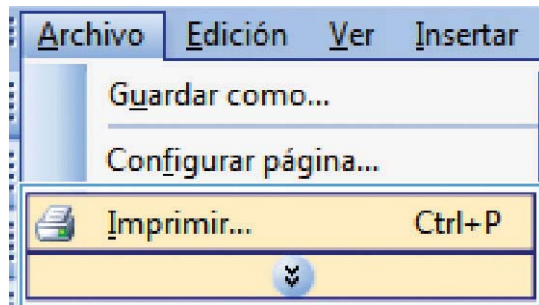 Archivo Edición Ver Insertar
Guardar como...
Configurar página...
Imprimir... Ctrl+P